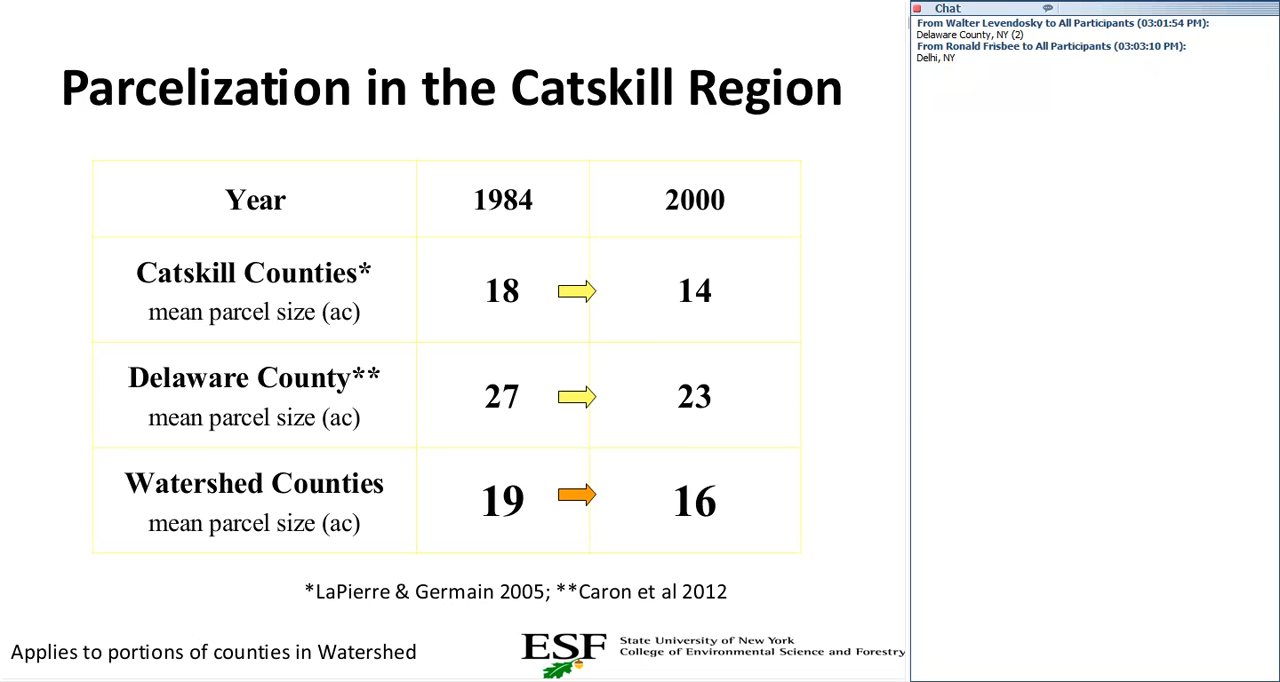 Parcelization in the Catskill Region
Year 1984 2000
Catskill Counties*
mean parcel size (ac)
18 14
Delaware County**
mean parcel size (ac)
27 23
Watershed Counties
mean parcel size (ac)
19 16
*LaPierre & Germain 2005; **Caron et al 2012
Applies to portions of counties in Watershed
ESF
State University of New York
College of Environmental Science and Forestry
Chat
From Walter Levendosky to All Participants (03:01:54 PM):
Delaware County, NY (2)
From Ronald Frisbee to All Participants (03:03:10 PM):
Delhi, NY